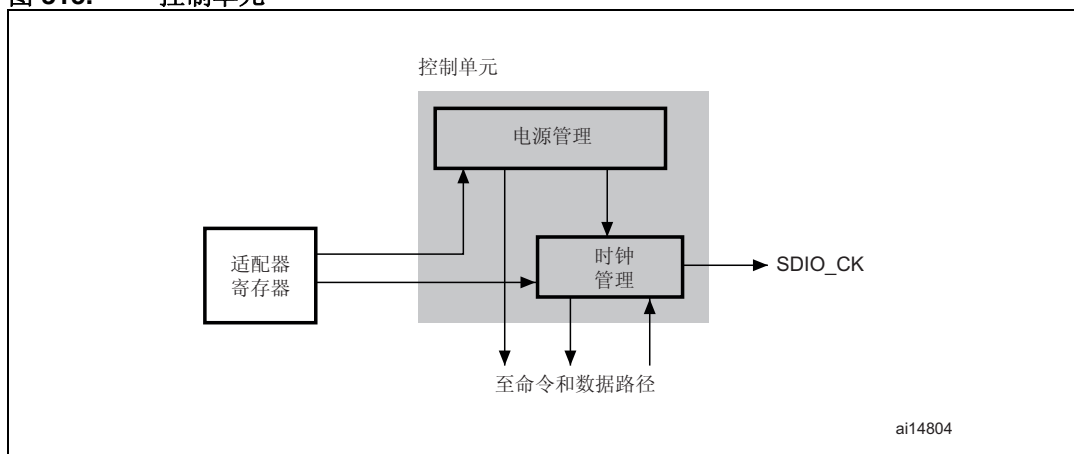 控制单元
电源管理
适配器
寄存器
时钟
管理
SDIO_CK
至命令和数据路径
ai14804